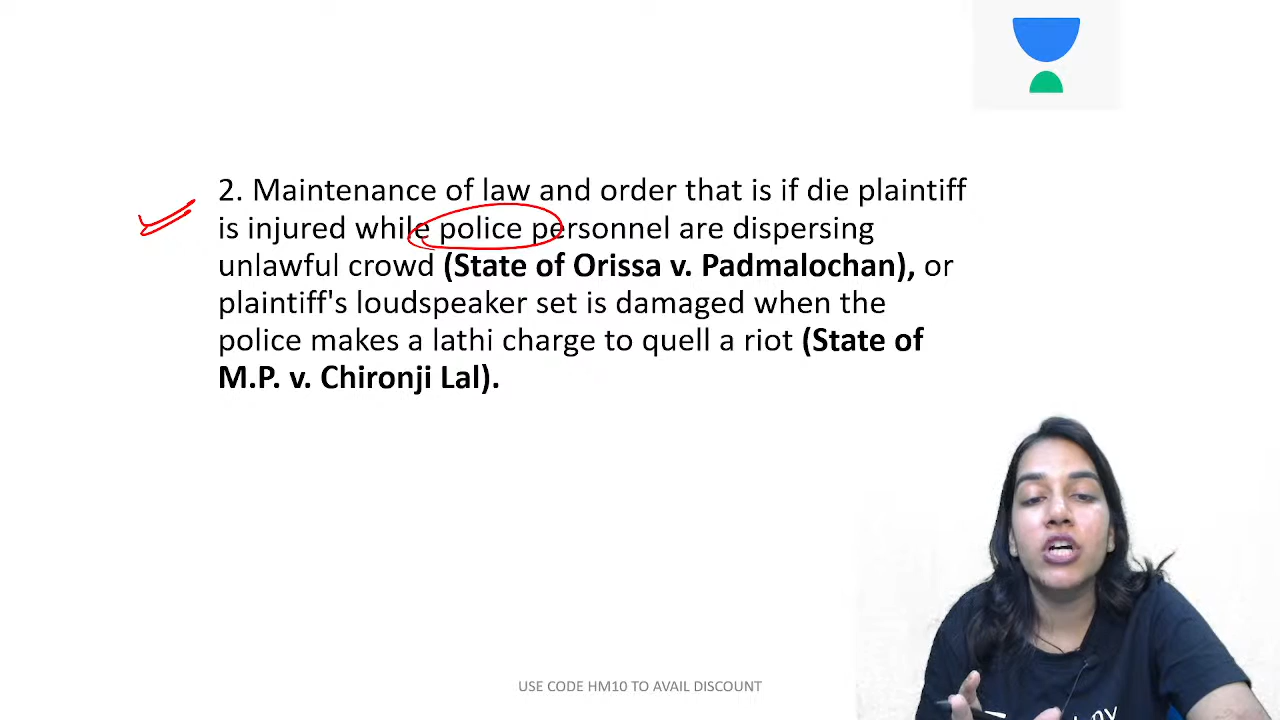 2. Maintenance of law and order that is if die plaintiff
is injured while police personnel are dispersing
unlawful crowd (State of Orissa v. Padmalochan), or
plaintiff's loudspeaker set is damaged when the
police makes a lathi charge to quell a riot (State of
M.P. v. Chironji Lal).
USE CODE HM10 TO AVAIL DISCOUNT